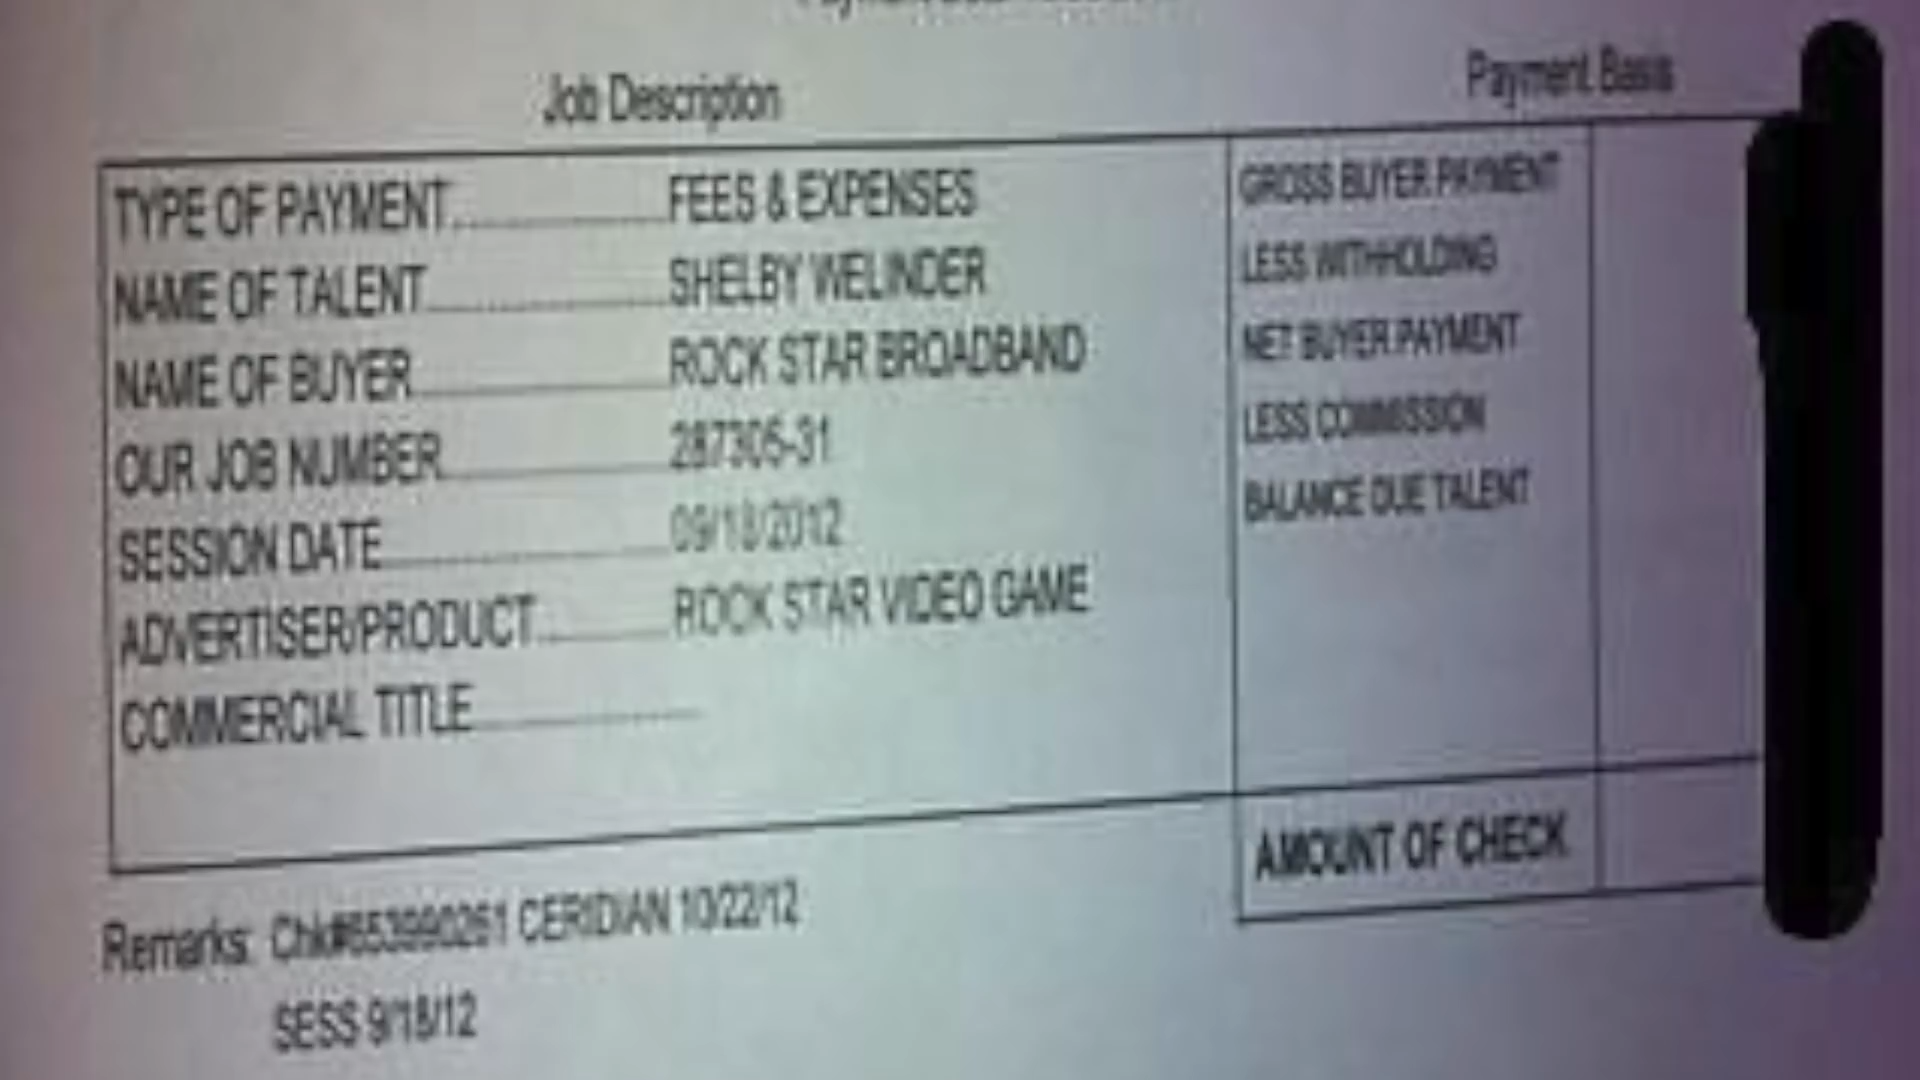 Job Description
Payment Basis
TYPE OF PAYMENT..............FEES & EXPENSES
NAME OF TALENT..............SHELBY WELINDER
NAME OF BUYER..............ROCK STAR BROADBAND
OUR JOB NUMBER..............287305-31
SESSION DATE..............09/18/2012
ADVERTISER/PRODUCT..............ROCK STAR VIDEO GAME
COMMERCIAL TITLE..............
GROSS BUYER PAYMENT
LESS WITHHOLDING
NET BUYER PAYMENT
LESS COMMISSION
BALANCE DUE TALENT
AMOUNT OF CHECK
Remarks: CERIDIAN 10/22/12
SESS 9/18/12